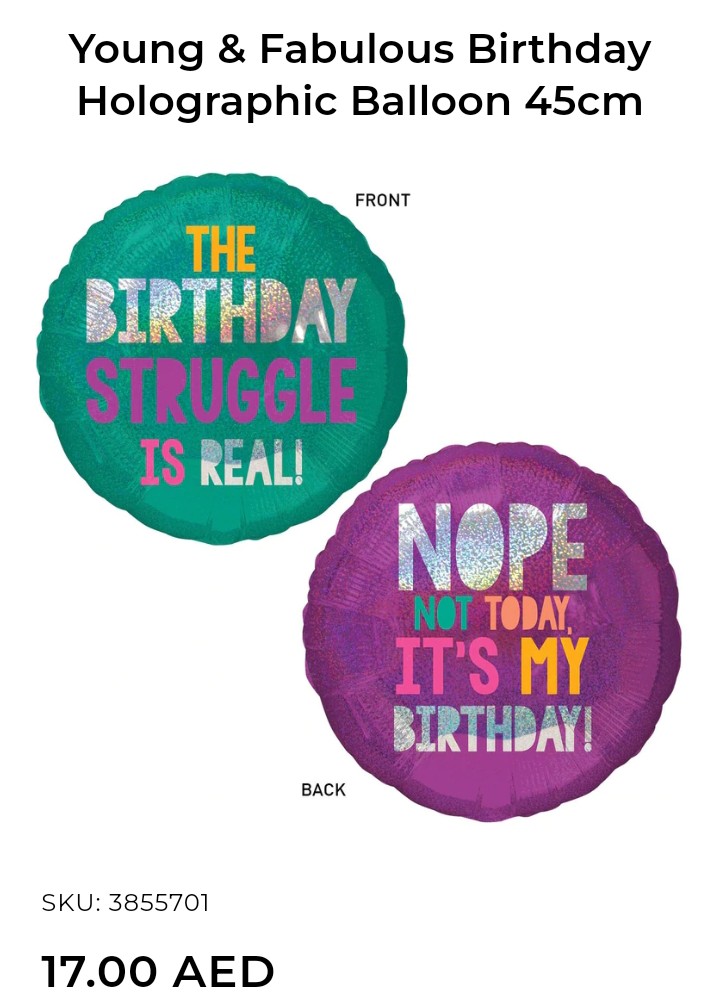 Young & Fabulous Birthday
Holographic Balloon 45cm
FRONT
THE
BIRTHDAY
STRUGGLE
IS REAL!
NOPE
NOT TODAY,
IT'S MY
BIRTHDAY!
BACK
SKU: 3855701
17.00 AED